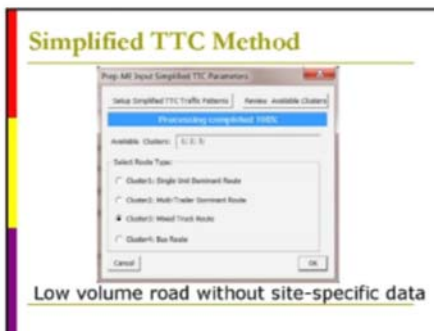 Simplified TTC Method
Prep-ME Input Simplified TTC Parameters
Setup Simplified TTC Traffic Patterns
Review Available Clusters
Processing completed 100%
Available Clusters: 1; 2; 3;
Select Route Type:
Cluster1: Single Unit Dominant Route
Cluster2: Multi-Trailer Dominant Route
Cluster3: Mixed Truck Route
Cluster4: Bus Route
Cancel
OK
Low volume road without site-specific data